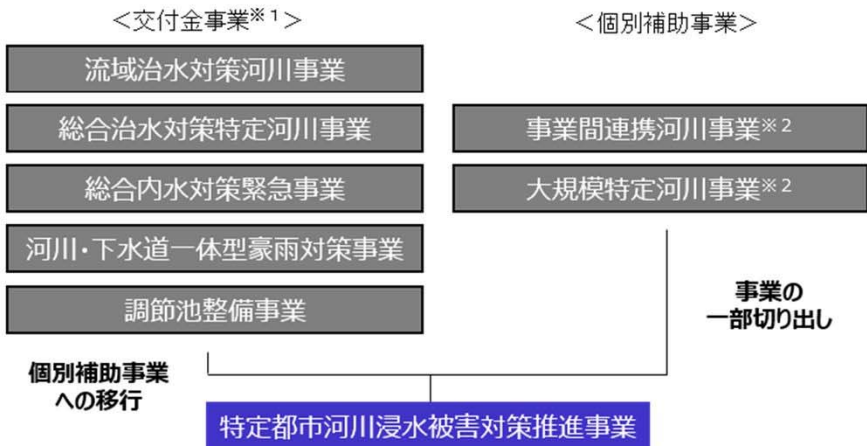 <交付金事業※1>
流域治水対策河川事業
総合治水対策特定河川事業
総合内水対策緊急事業
河川・下水道一体型豪雨対策事業
調節池整備事業
<個別補助事業>
事業間連携河川事業※2
大規模特定河川事業※2
個別補助事業
への移行
事業の
一部切り出し
特定都市河川浸水被害対策推進事業